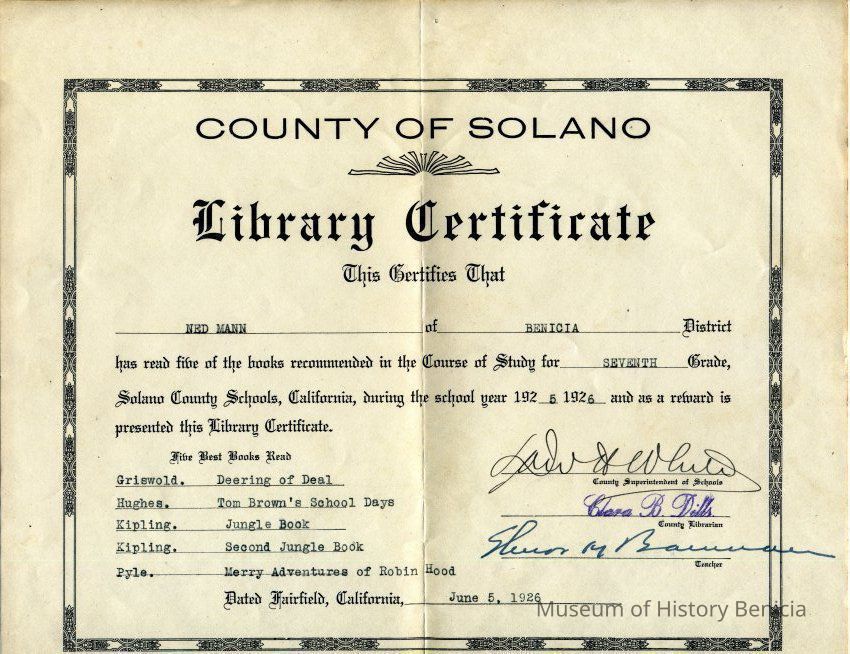 COUNTY OF SOLANO
Library Certificate
This Certifies That
NED MANN of BENICIA District
has read five of the books recommended in the Course of Study for SEVENTH Grade,
Solano County Schools, California, during the school year 192 5 1926 and as a reward is
presented this Library Certificate.
Five Best Books Read
Griswold. Deering of Deal
Hughes. Tom Brown's School Days
Kipling. Jungle Book
Kipling. Second Jungle Book
Pyle. Merry Adventures of Robin Hood
Dated Fairfield, California, June 5, 1926
White
County Superintendent of Schools
Clara B. Dills
County Librarian
Teacher
Museum of History Benicia